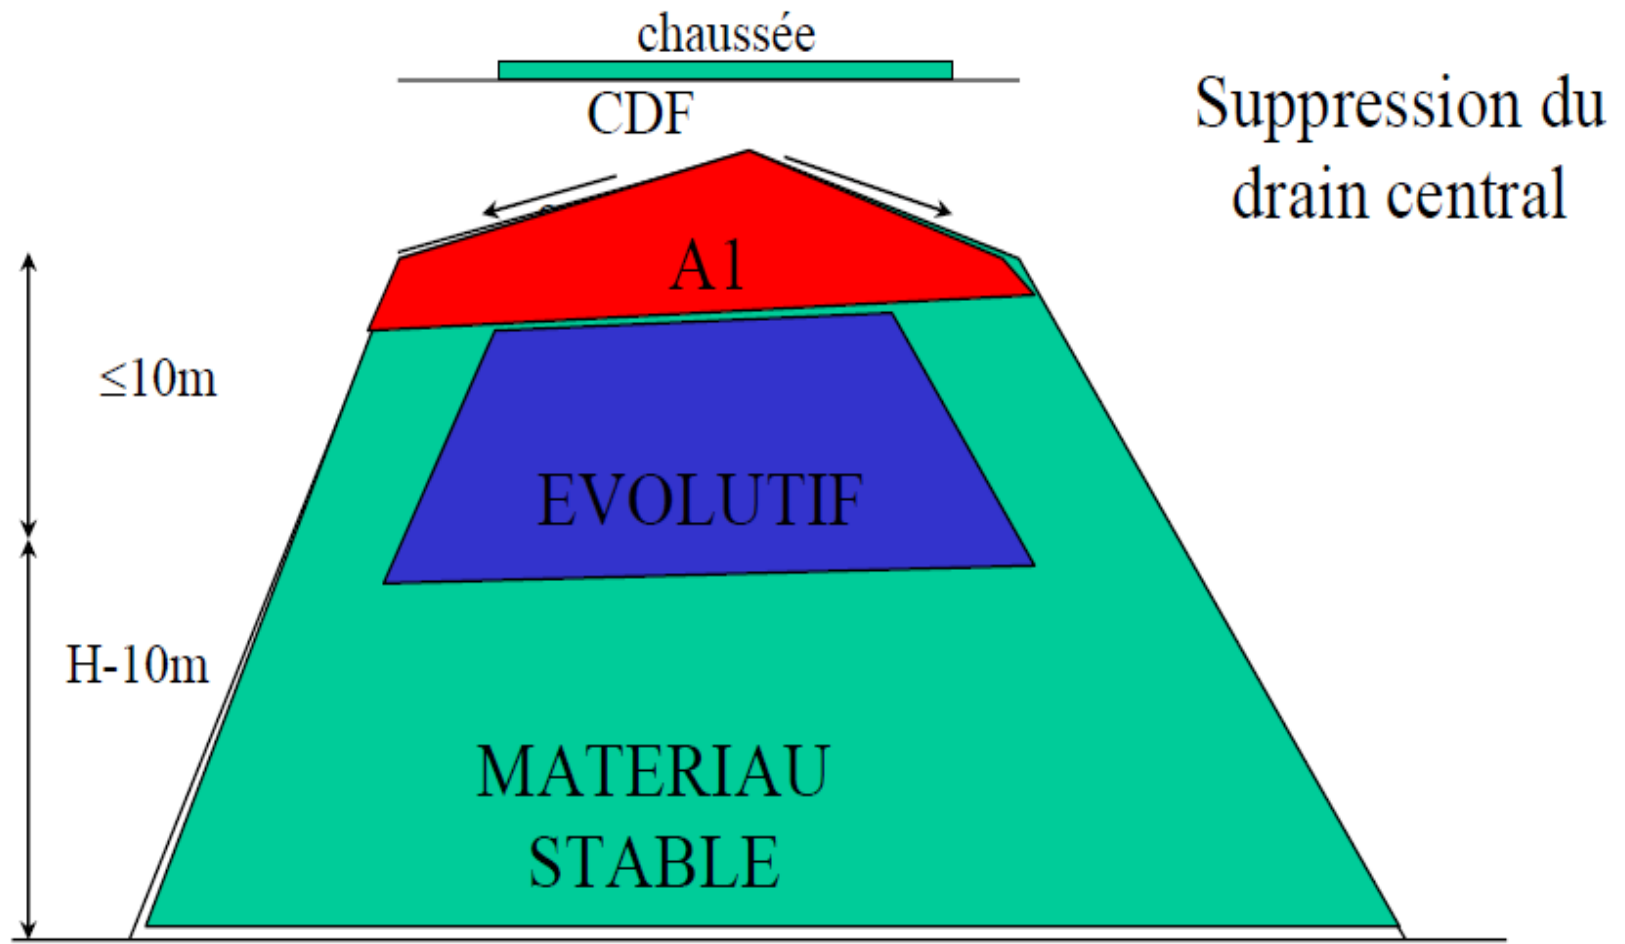 chaussée
CDF
Suppression du
drain central
A1
≤10m
EVOLUTIF
H-10m
MATERIAU
STABLE